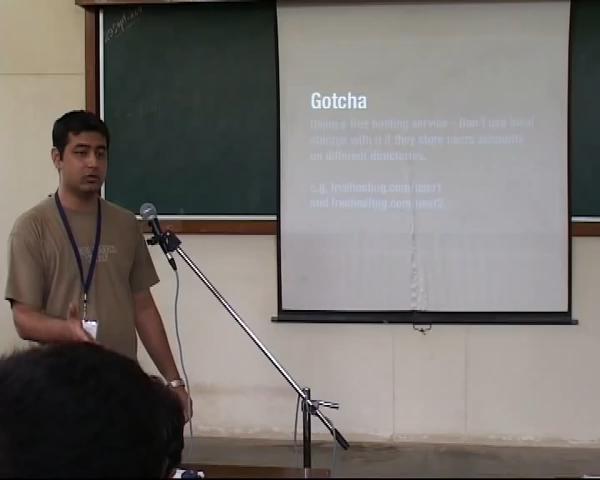 Gotcha
Using a free hosting service - Don't use local
storage with it if they store users accounts
on different directories.
e.g. freehosting.com/user1
and freehosting.com/user2